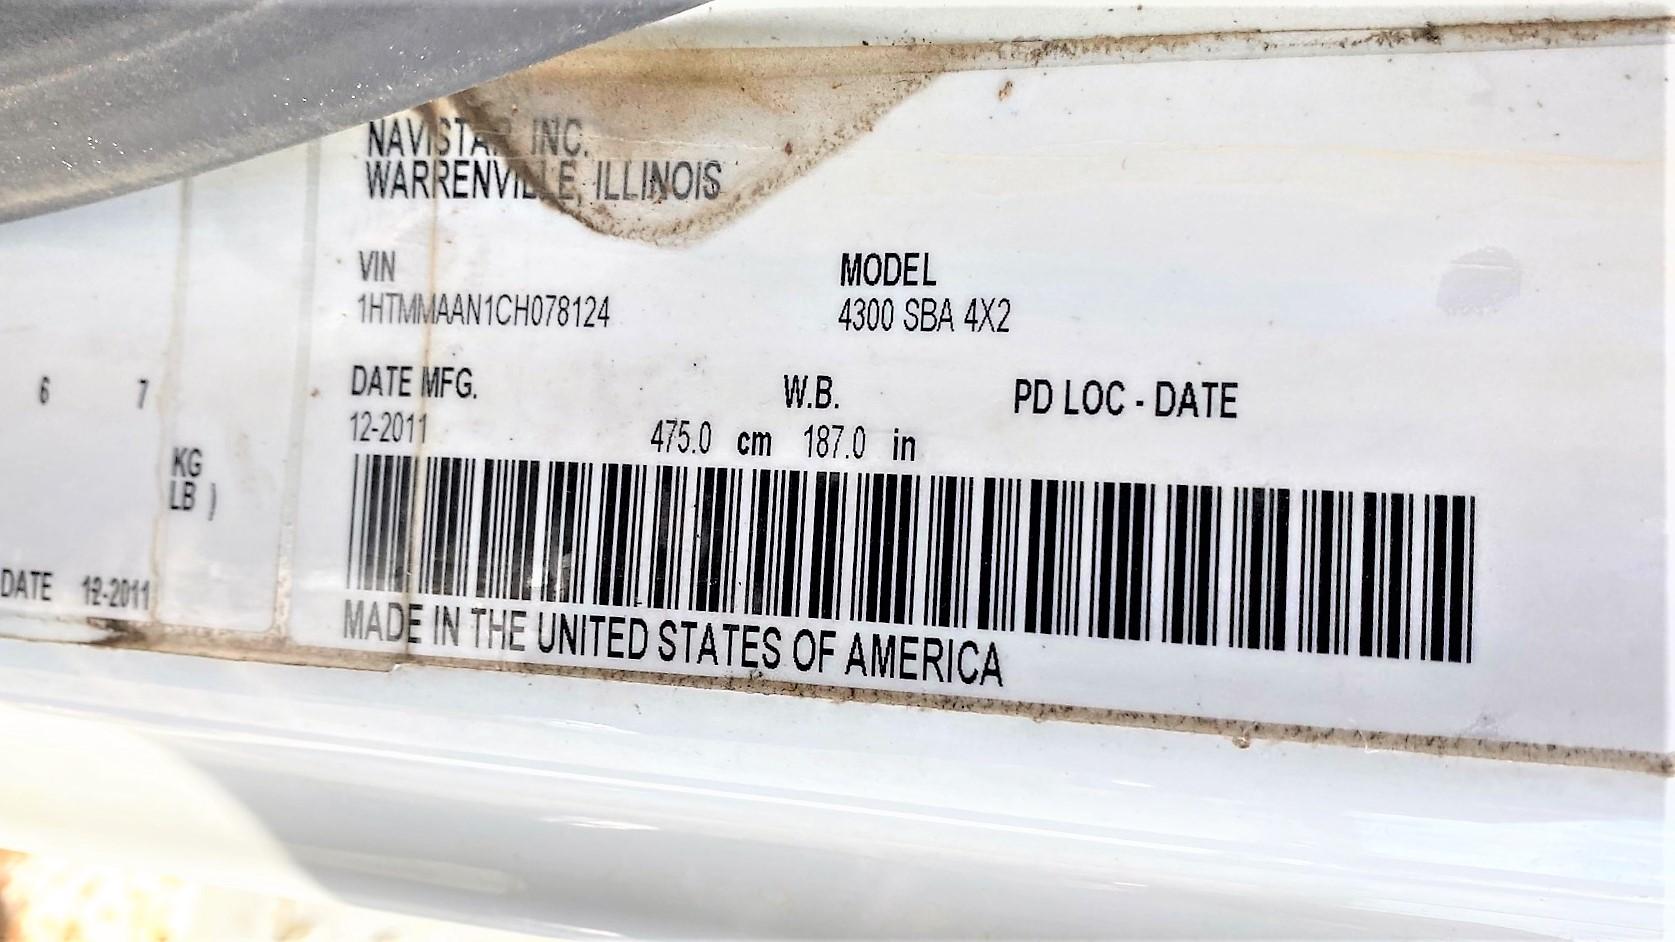 NAVISTAR, INC.
WARRENVILLE, ILLINOIS
VIN
1HTMMAAN1CH078124
MODEL
4300 SBA 4X2
6 7
DATE MFG.
12-2011
W.B.
475.0 cm 187.0 in
PD LOC - DATE
KG
LB )
DATE 12-2011
MADE IN THE UNITED STATES OF AMERICA